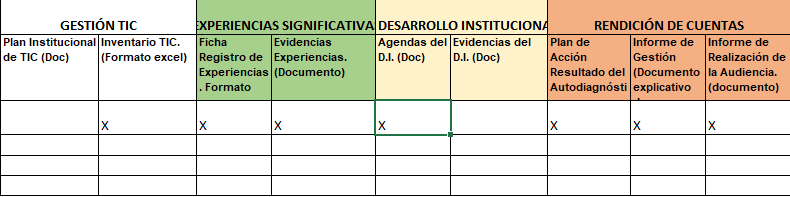 GESTIÓN TIC
EXPERIENCIAS SIGNIFICATIVAS
DESARROLLO INSTITUCIONA
RENDICIÓN DE CUENTAS
Plan Institucional
de TIC (Doc)
Inventario TIC.
(Formato excel)
Ficha
Registro de
Experiencias
. Formato
Evidencias
Experiencias.
(Documento)
Agendas del
D.I. (Doc)
Evidencias del
D.I. (Doc)
Plan de
Acción
Resultado del
Autodiagnósti
Informe de
Gestión
(Documento
explicativo
Informe de
Realización de
la Audiencia.
(documento)
X
X
X
X
X
X
X